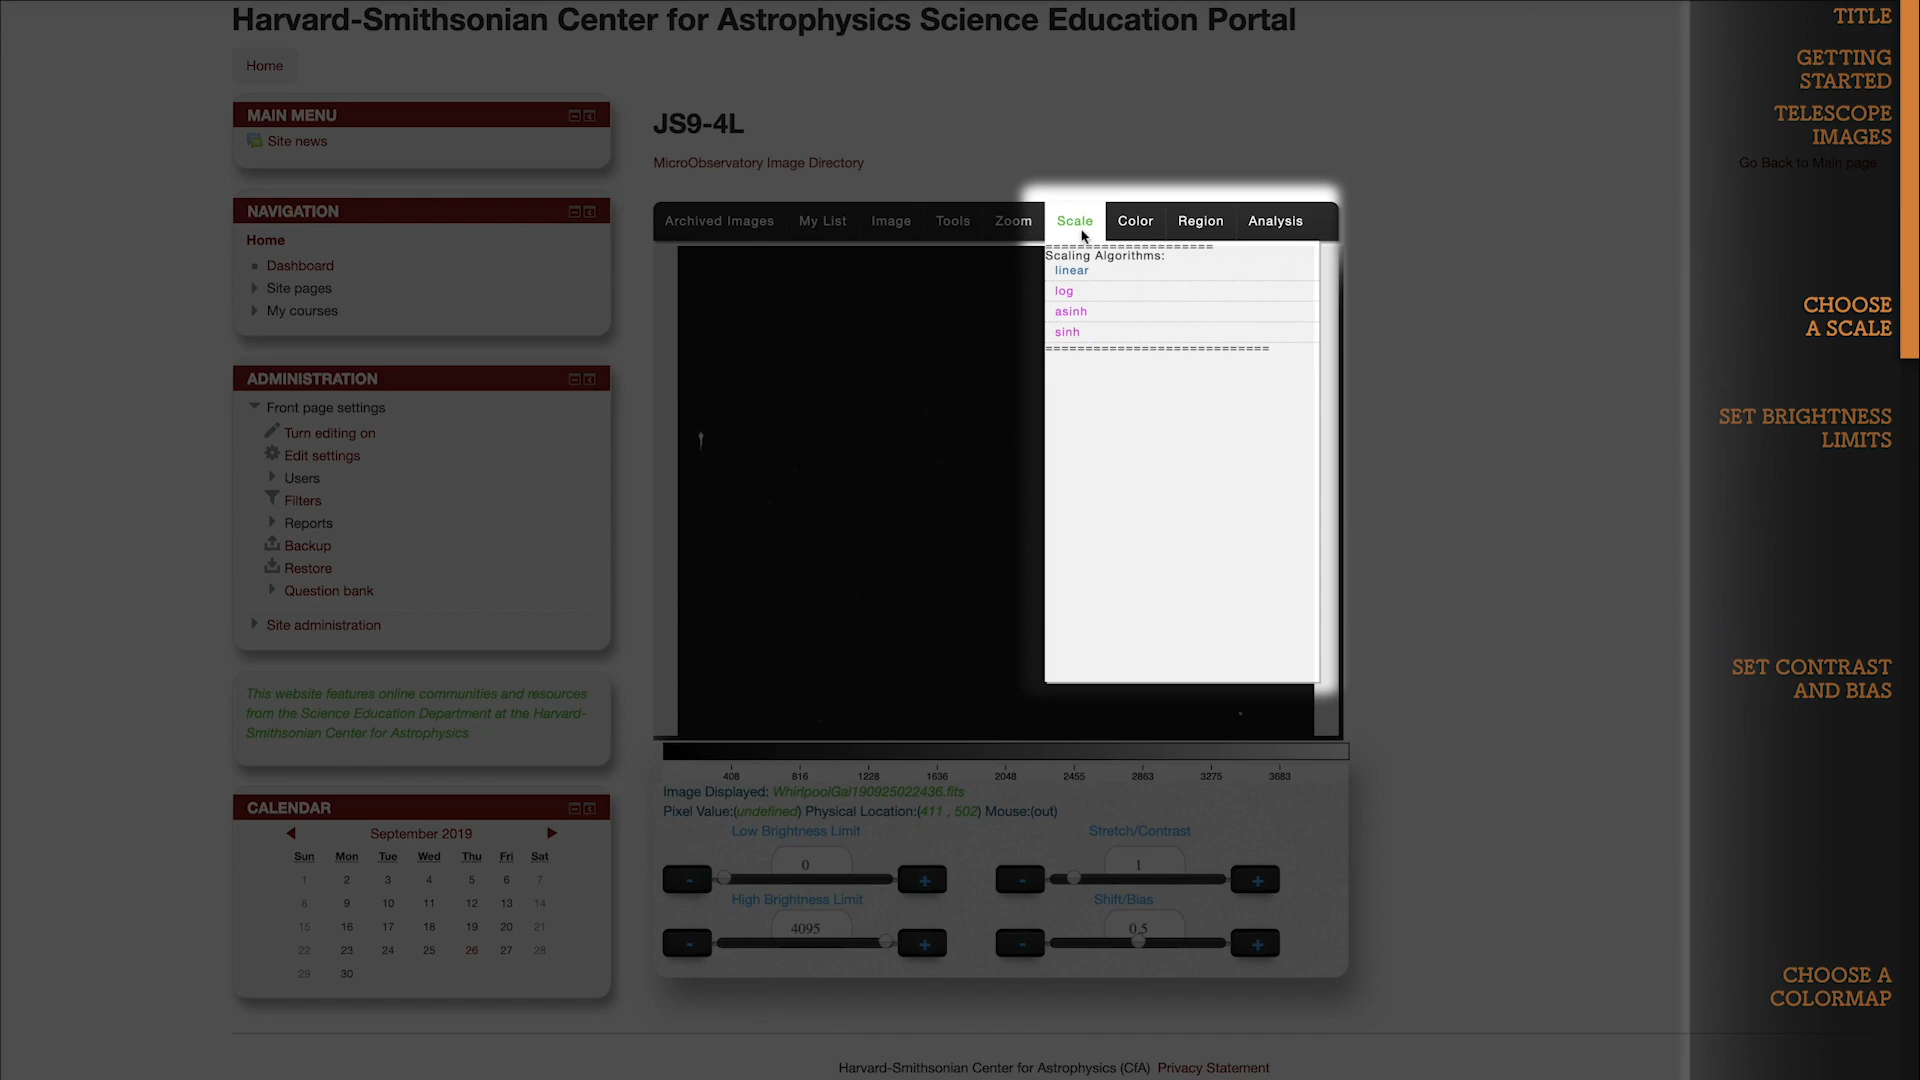 Harvard-Smithsonian Center for Astrophysics Science Education Portal
Home
MAIN MENU
Site news
NAVIGATION
Home
Dashboard
Site pages
My courses
ADMINISTRATION
Front page settings
Turn editing on
Edit settings
Users
Filters
Reports
Backup
Restore
Question bank
Site administration
This website features online communities and resources
from the Science Education Department at the Harvard-
Smithsonian Center for Astrophysics
CALENDAR
September 2019
Sun Mon Tue Wed Thu Fri Sat
1 2 3 4 5 6 7
8 9 10 11 12 13 14
15 16 17 18 19 20 21
22 23 24 25 26 27 28
29 30
JS9-4L
MicroObservatory Image Directory
Archived Images My List Image Tools Zoom Scale Color Region Analysis
=====================
Scaling Algorithms:
linear
log
asinh
sinh
============================
408 816 1228 1636 2048 2455 2863 3275 3683
Image Displayed: WhirlpoolGal190925022436.fits
Pixel Value:(undefined) Physical Location:(411 , 502) Mouse:(out)
Low Brightness Limit Stretch/Contrast
- 0 + - 1 +
High Brightness Limit Shift/Bias
- 4095 + - 0.5 +
Harvard-Smithsonian Center for Astrophysics (CfA) Privacy Statement
TITLE
GETTING
STARTED
TELESCOPE
IMAGES
Go Back to Main page
CHOOSE
A SCALE
SET BRIGHTNESS
LIMITS
SET CONTRAST
AND BIAS
CHOOSE A
COLORMAP